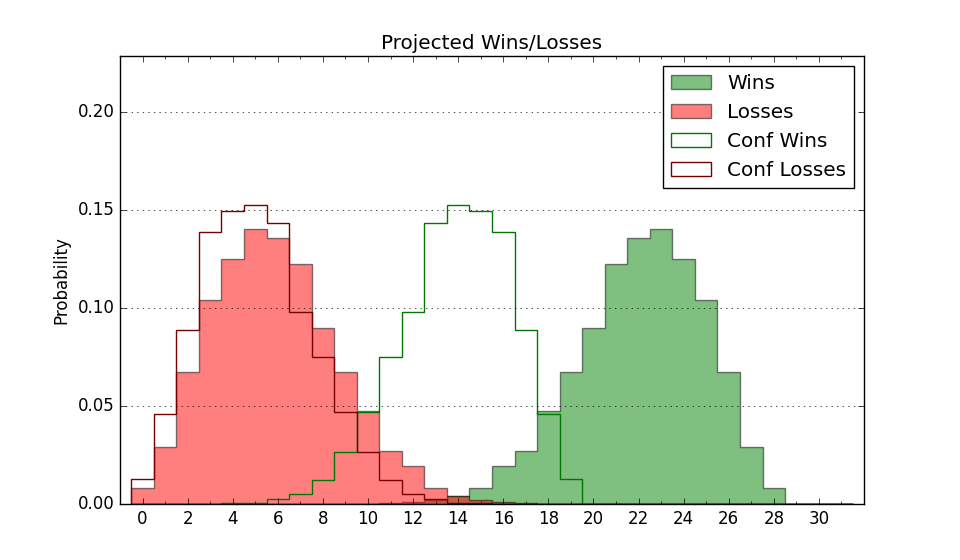 Projected Wins/Losses
Wins
Losses
Conf Wins
Conf Losses
Probability
0.20
0.15
0.10
0.05
0.00
0 2 4 6 8 10 12 14 16 18 20 22 24 26 28 30